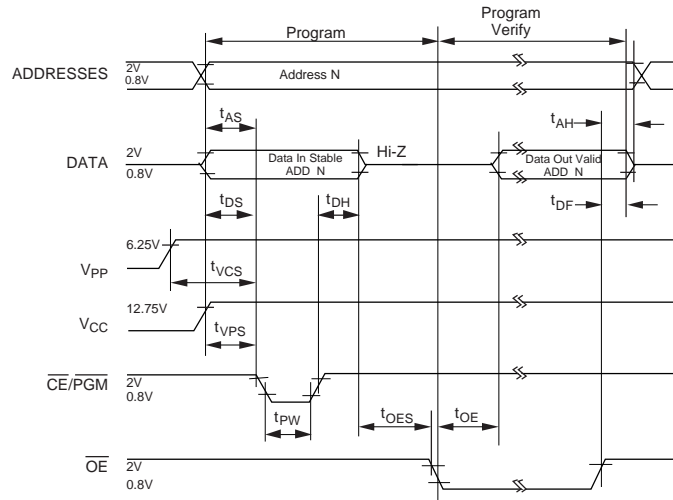 Program
Program
Verify
ADDRESSES
2V
0.8V
Address N
tAS
tAH
DATA
2V
0.8V
Data In Stable
ADD N
Hi-Z
Data Out Valid
ADD N
tDS
tDH
tDF
VPP
6.25V
tVCS
VCC
12.75V
tVPS
CE/PGM
2V
0.8V
tPW
tOES
tOE
OE
2V
0.8V